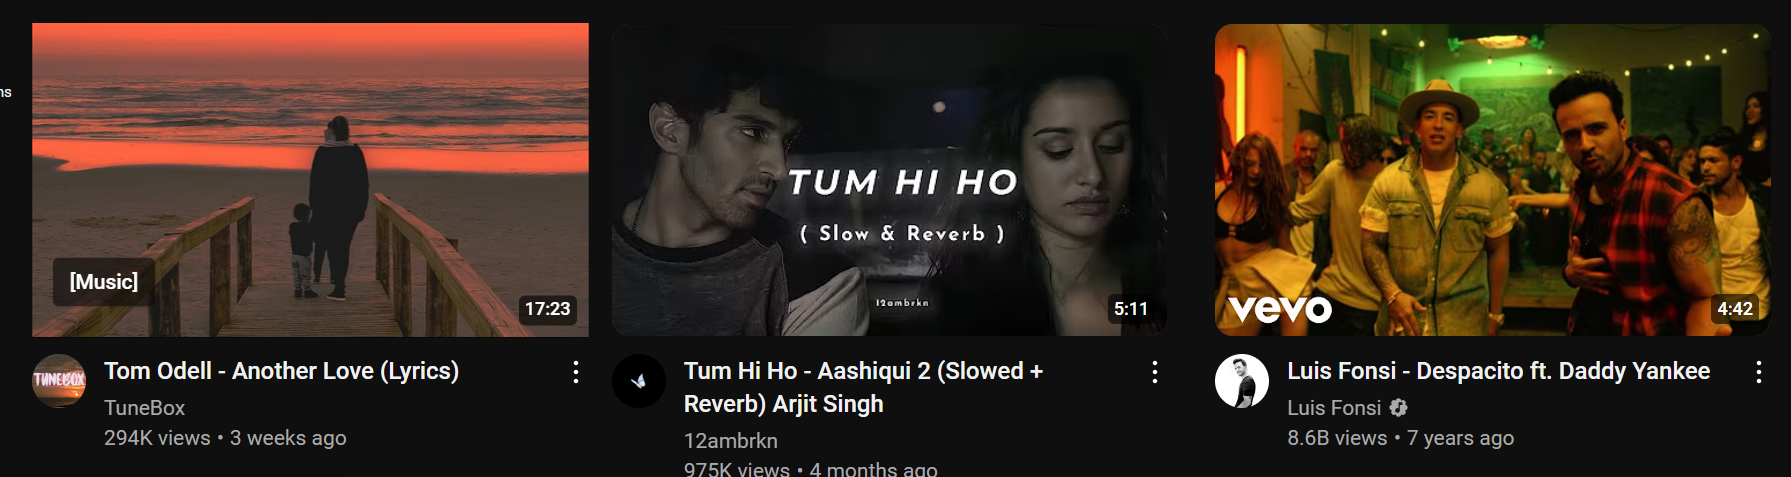 ns
[Music]
17:23
TUNEBOX
Tom Odell - Another Love (Lyrics)
TuneBox
294K views • 3 weeks ago
TUM HI HO
( Slow & Reverb )
12ambrkn
5:11
Tum Hi Ho - Aashiqui 2 (Slowed +
Reverb) Arjit Singh
12ambrkn
975K views • 4 months ago
vevo
4:42
Luis Fonsi - Despacito ft. Daddy Yankee
Luis Fonsi
8.6B views • 7 years ago